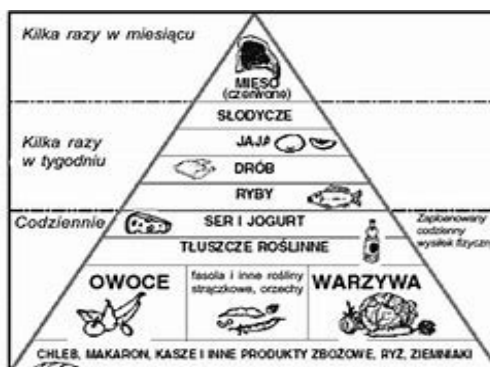 Kilka razy w miesiącu
MIĘSO
(czerwone)
SŁODYCZE
Kilka razy
w tygodniu
JAJA
DRÓB
RYBY
Codziennie
SER I JOGURT
Zaplanowany
codzienny
wysiłek fizyczny
TŁUSZCZE ROŚLINNE
OWOCE
fasola i inne rośliny
strączkowe, orzechy
WARZYWA
CHLEB, MAKARON, KASZE I INNE PRODUKTY ZBOŻOWE, RYŻ, ZIEMNIAKI